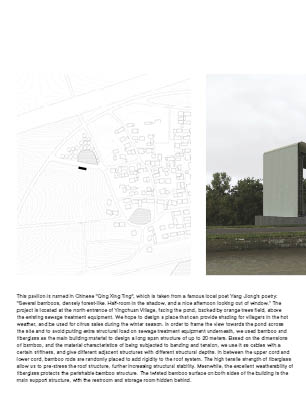 This pavilion is named in Chinese "Qing Xing Ting", which is taken from a famous local poet Yang Jiong's poetry:
"Several bamboos, densely forest-like. Half-room in the shadow, and a nice afternoon looking out of window." The
project is located at the north entrance of Yingchuan Village, facing the pond, backed by orange trees field, above
the existing sewage treatment equipment. We hope to design a place that can provide shading for villagers in the hot
weather, and be used for citrus sales during the winter season. In order to frame the view towards the pond across
the site and to avoid putting extra structural load on sewage treatment equipment underneath, we used bamboo and
fiberglass as the main building material to design a long span structure of up to 20 meters. Based on the dimensions
of bamboo, and the material characteristics of being subjected to bending and tension, we use it as cables with a
certain stiffness, and give different adjacent structures with different structural depths. In between the upper cord and
lower cord, bamboo rods are randomly placed to add rigidity to the roof system. The high tensile strength of fiberglass
allow us to pre-stress the roof structure, further increasing structural stability. Meanwhile, the excellent weatherability of
fiberglass protects the perishable bamboo structure. The twisted bamboo surface on both sides of the building is the
main support structure, with the restroom and storage room hidden behind.